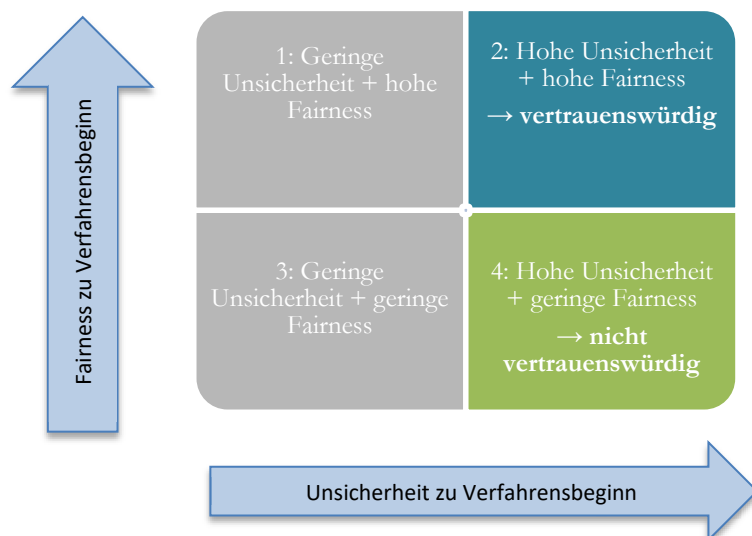 Fairness zu Verfahrensbeginn
1: Geringe
Unsicherheit + hohe
Fairness
2: Hohe Unsicherheit
+ hohe Fairness
→ vertrauenswürdig
3: Geringe
Unsicherheit + geringe
Fairness
4: Hohe Unsicherheit
+ geringe Fairness
→ nicht
vertrauenswürdig
Unsicherheit zu Verfahrensbeginn